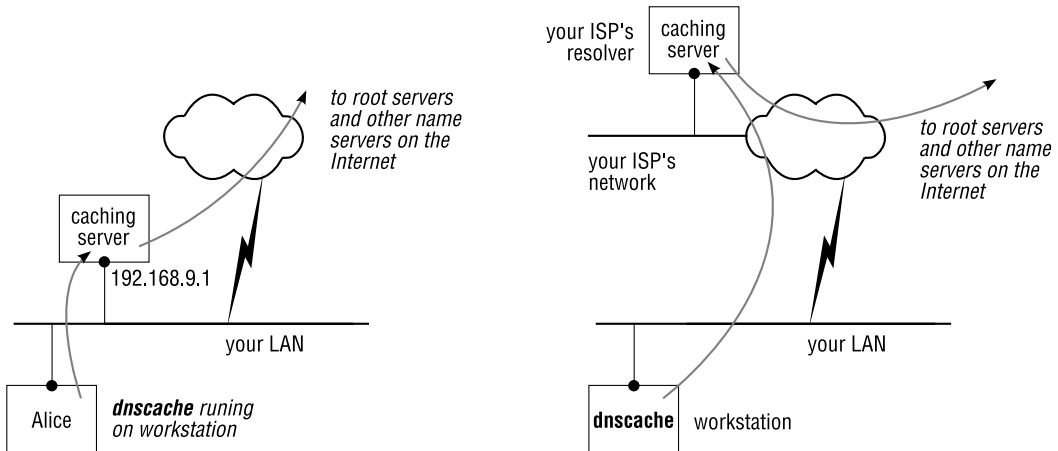 to root servers
and other name
servers on the
Internet
caching
server
192.168.9.1
your LAN
Alice
dnscache runing
on workstation
your ISP's
resolver
caching
server
to root servers
and other name
servers on the
Internet
your ISP's
network
your LAN
dnscache
workstation